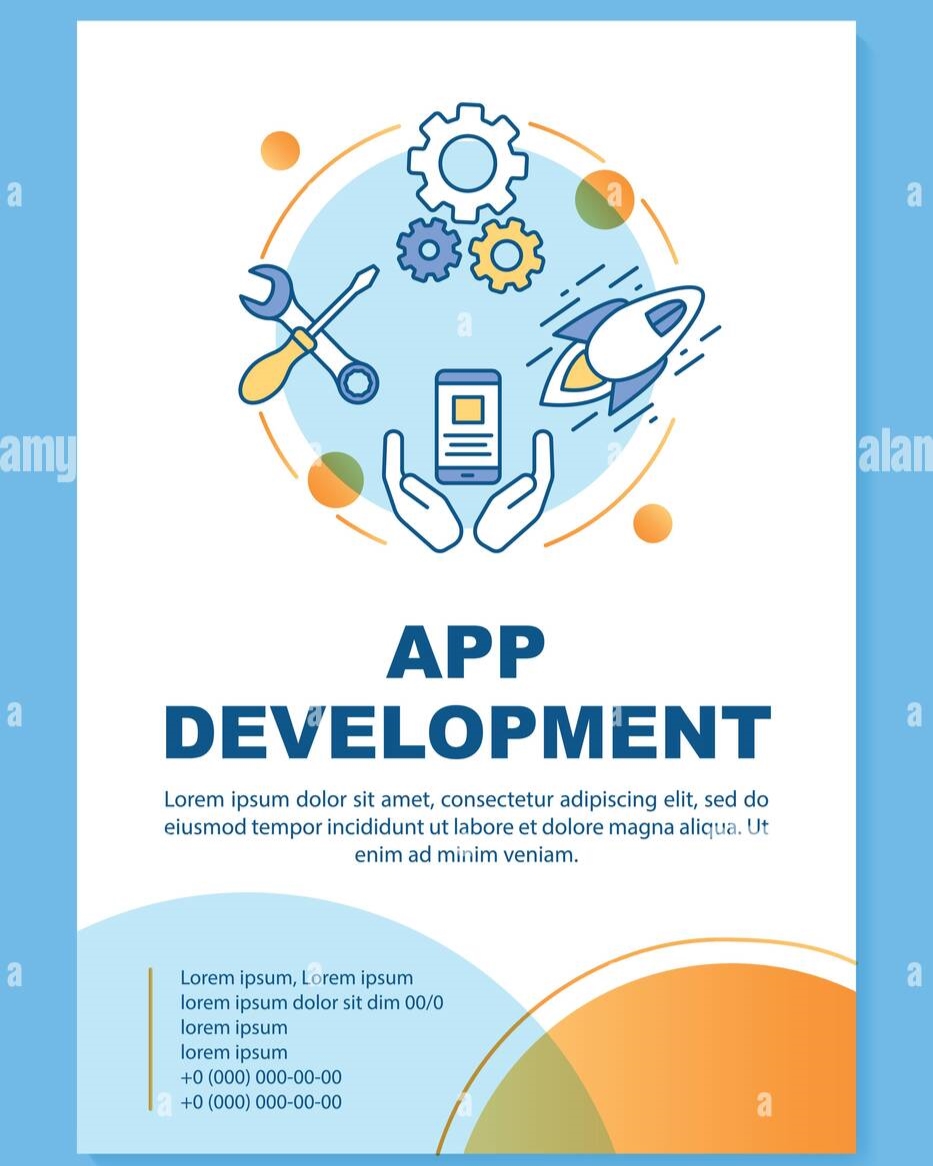 APP
DEVELOPMENT
Lorem ipsum dolor sit amet, consectetur adipiscing elit, sed do
eiusmod tempor incididunt ut labore et dolore magna aliqua. Ut
enim ad minim veniam.
Lorem ipsum, Lorem ipsum
lorem ipsum dolor sit dim 00/0
lorem ipsum
lorem ipsum
+0 (000) 000-00-00
+0 (000) 000-00-00